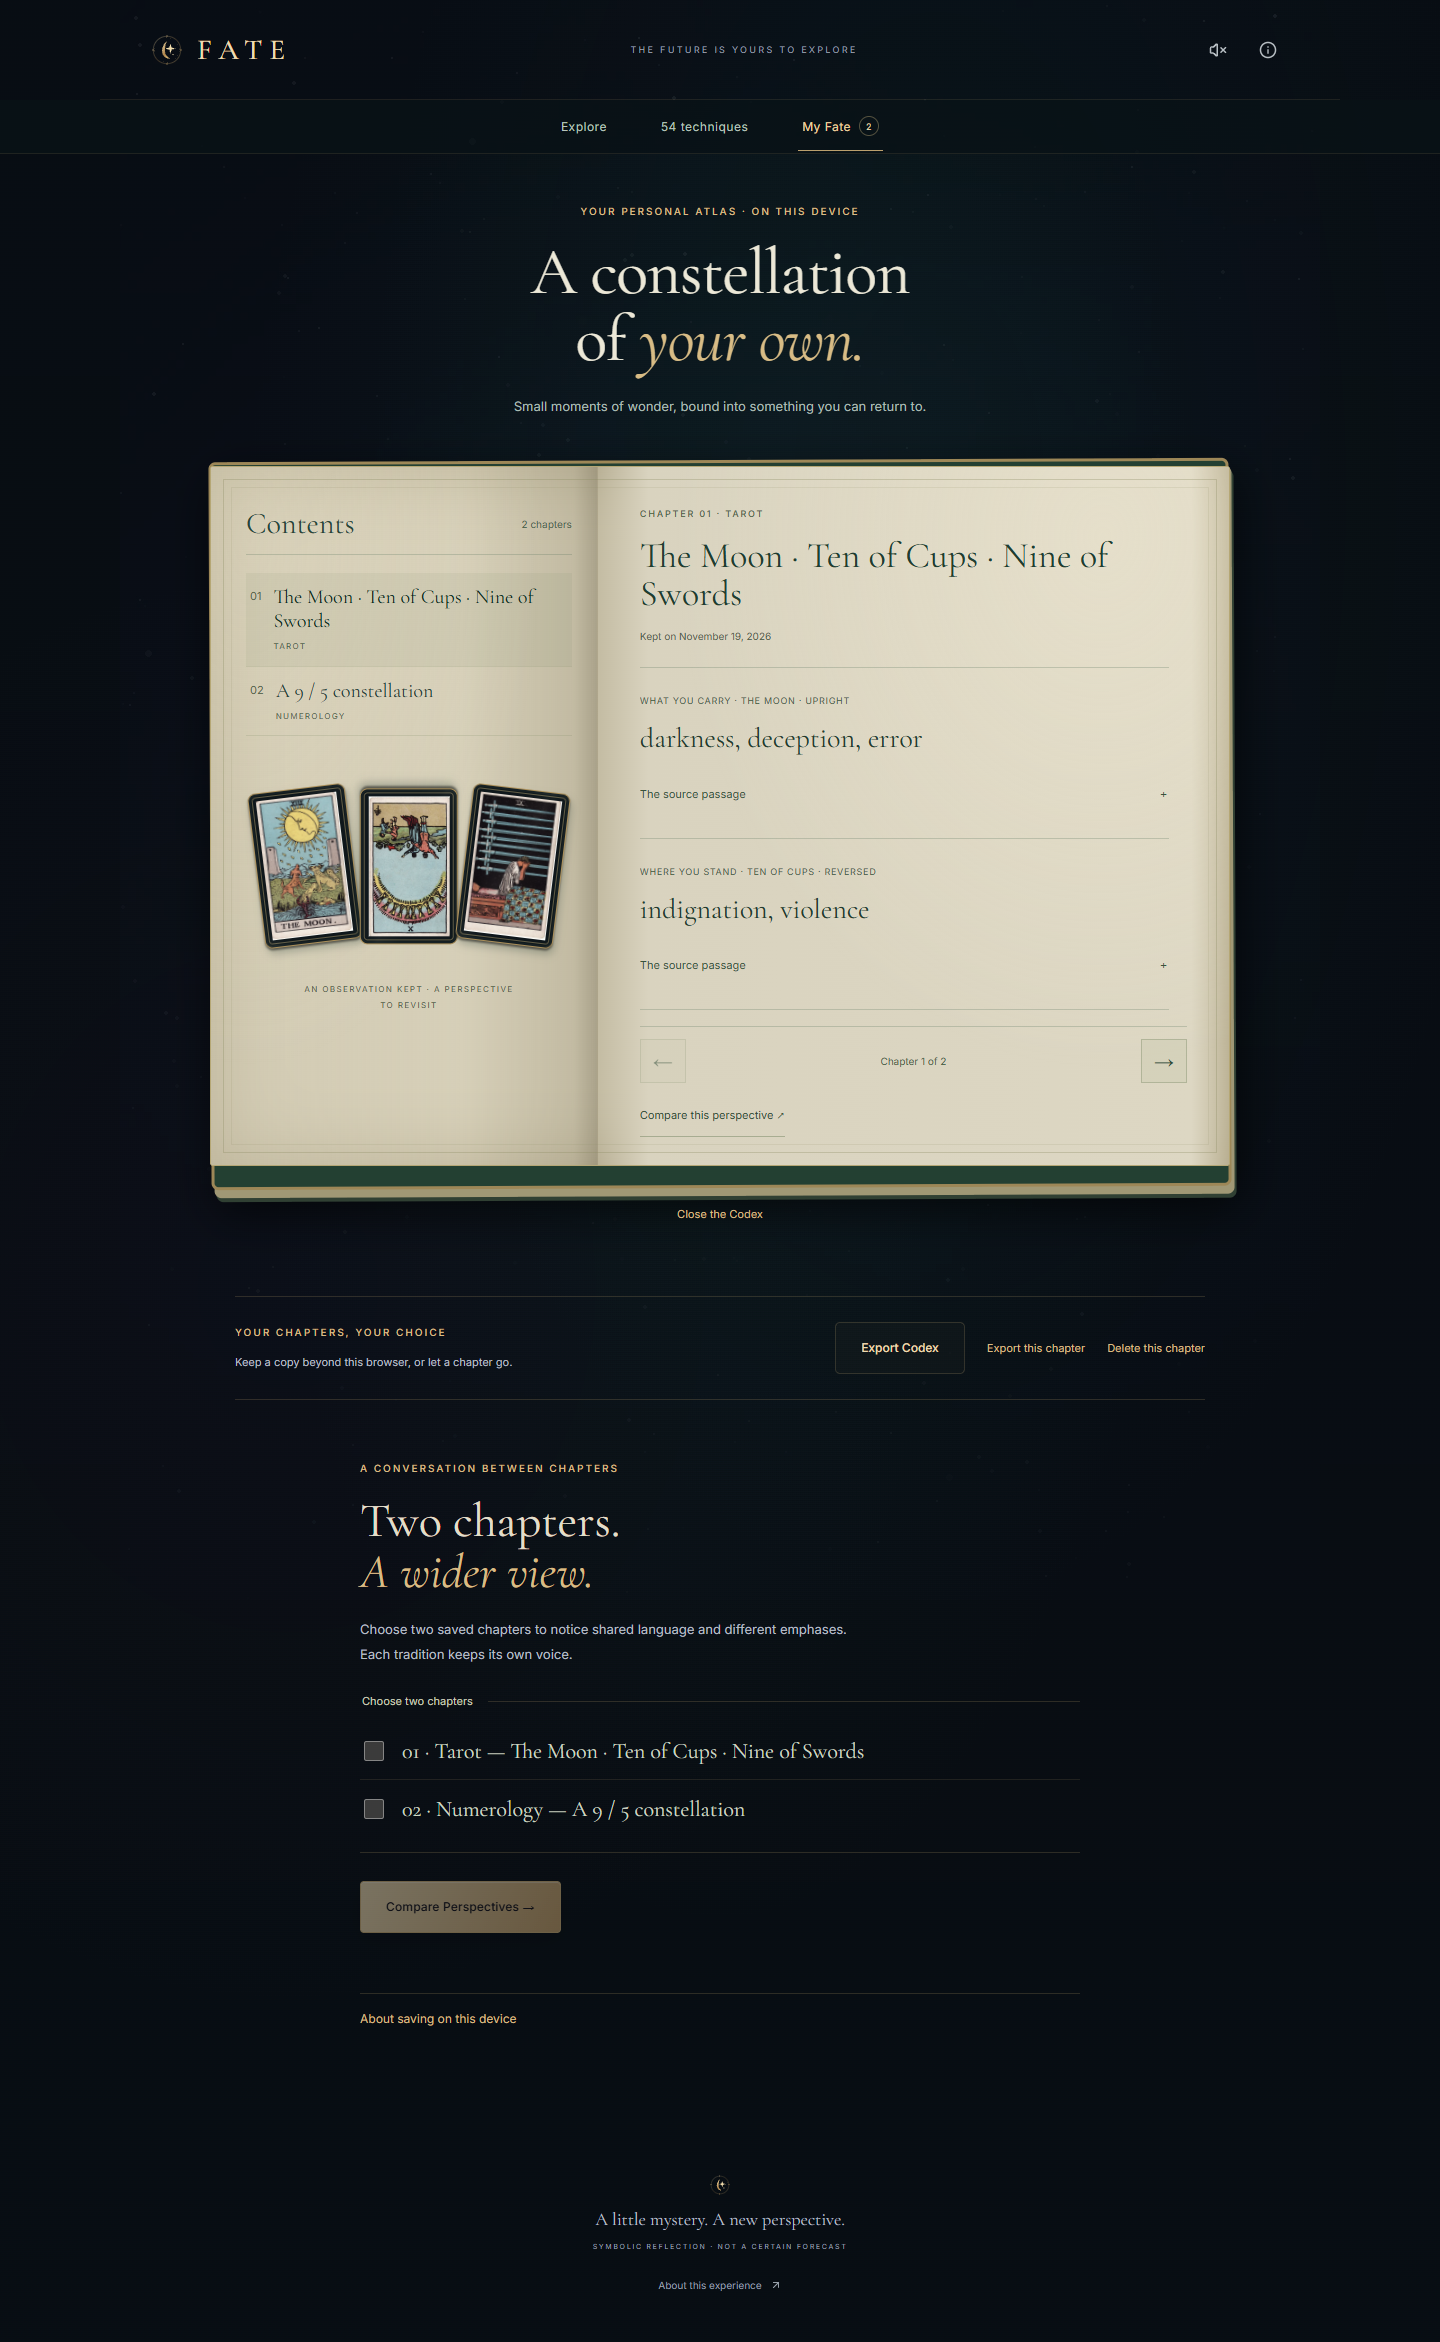 FATE
THE FUTURE IS YOURS TO EXPLORE
Explore
54 techniques
My Fate 2
YOUR PERSONAL ATLAS · ON THIS DEVICE
A constellation
of your own.
Small moments of wonder, bound into something you can return to.
Contents
2 chapters
01 The Moon · Ten of Cups · Nine of
Swords
TAROT
02 A 9 / 5 constellation
NUMEROLOGY
XVIII
THE MOON.
X
IX
AN OBSERVATION KEPT · A PERSPECTIVE
TO REVISIT
CHAPTER 01 · TAROT
The Moon · Ten of Cups · Nine of
Swords
Kept on November 19, 2026
WHAT YOU CARRY · THE MOON · UPRIGHT
darkness, deception, error
The source passage +
WHERE YOU STAND · TEN OF CUPS · REVERSED
indignation, violence
The source passage +
← Chapter 1 of 2 →
Compare this perspective ↗
Close the Codex
YOUR CHAPTERS, YOUR CHOICE
Keep a copy beyond this browser, or let a chapter go.
Export Codex
Export this chapter
Delete this chapter
A CONVERSATION BETWEEN CHAPTERS
Two chapters.
A wider view.
Choose two saved chapters to notice shared language and different emphases.
Each tradition keeps its own voice.
Choose two chapters
01 · Tarot — The Moon · Ten of Cups · Nine of Swords
02 · Numerology — A 9 / 5 constellation
Compare Perspectives →
About saving on this device
A little mystery. A new perspective.
SYMBOLIC REFLECTION · NOT A CERTAIN FORECAST
About this experience ↗